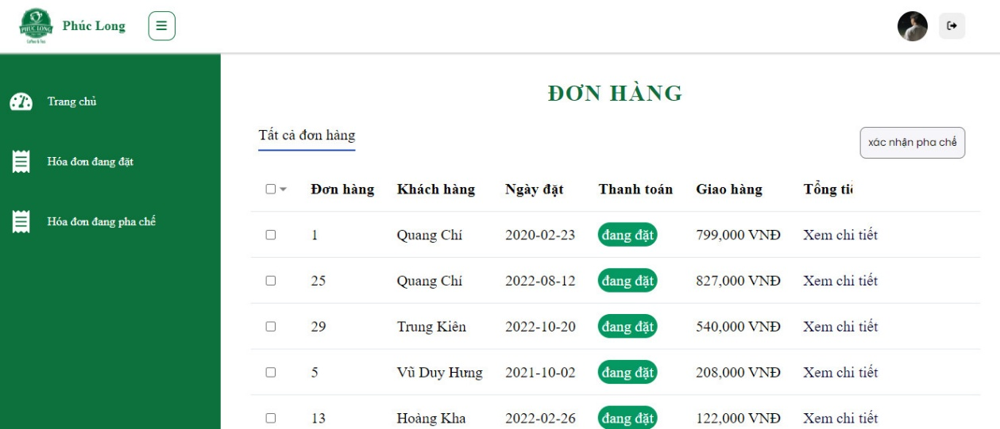 PHUC LONG
Coffee & Tea
Phúc Long
Trang chủ
Hóa đơn đang đặt
Hóa đơn đang pha chế
ĐƠN HÀNG
Tất cả đơn hàng
xác nhận pha chế
Đơn hàng Khách hàng Ngày đặt Thanh toán Giao hàng Tổng tiề
1 Quang Chí 2020-02-23 đang đặt 799,000 VNĐ Xem chi tiết
25 Quang Chí 2022-08-12 đang đặt 827,000 VNĐ Xem chi tiết
29 Trung Kiên 2022-10-20 đang đặt 540,000 VNĐ Xem chi tiết
5 Vũ Duy Hưng 2021-10-02 đang đặt 208,000 VNĐ Xem chi tiết
13 Hoàng Kha 2022-02-26 đang đặt 122,000 VNĐ Xem chi tiết